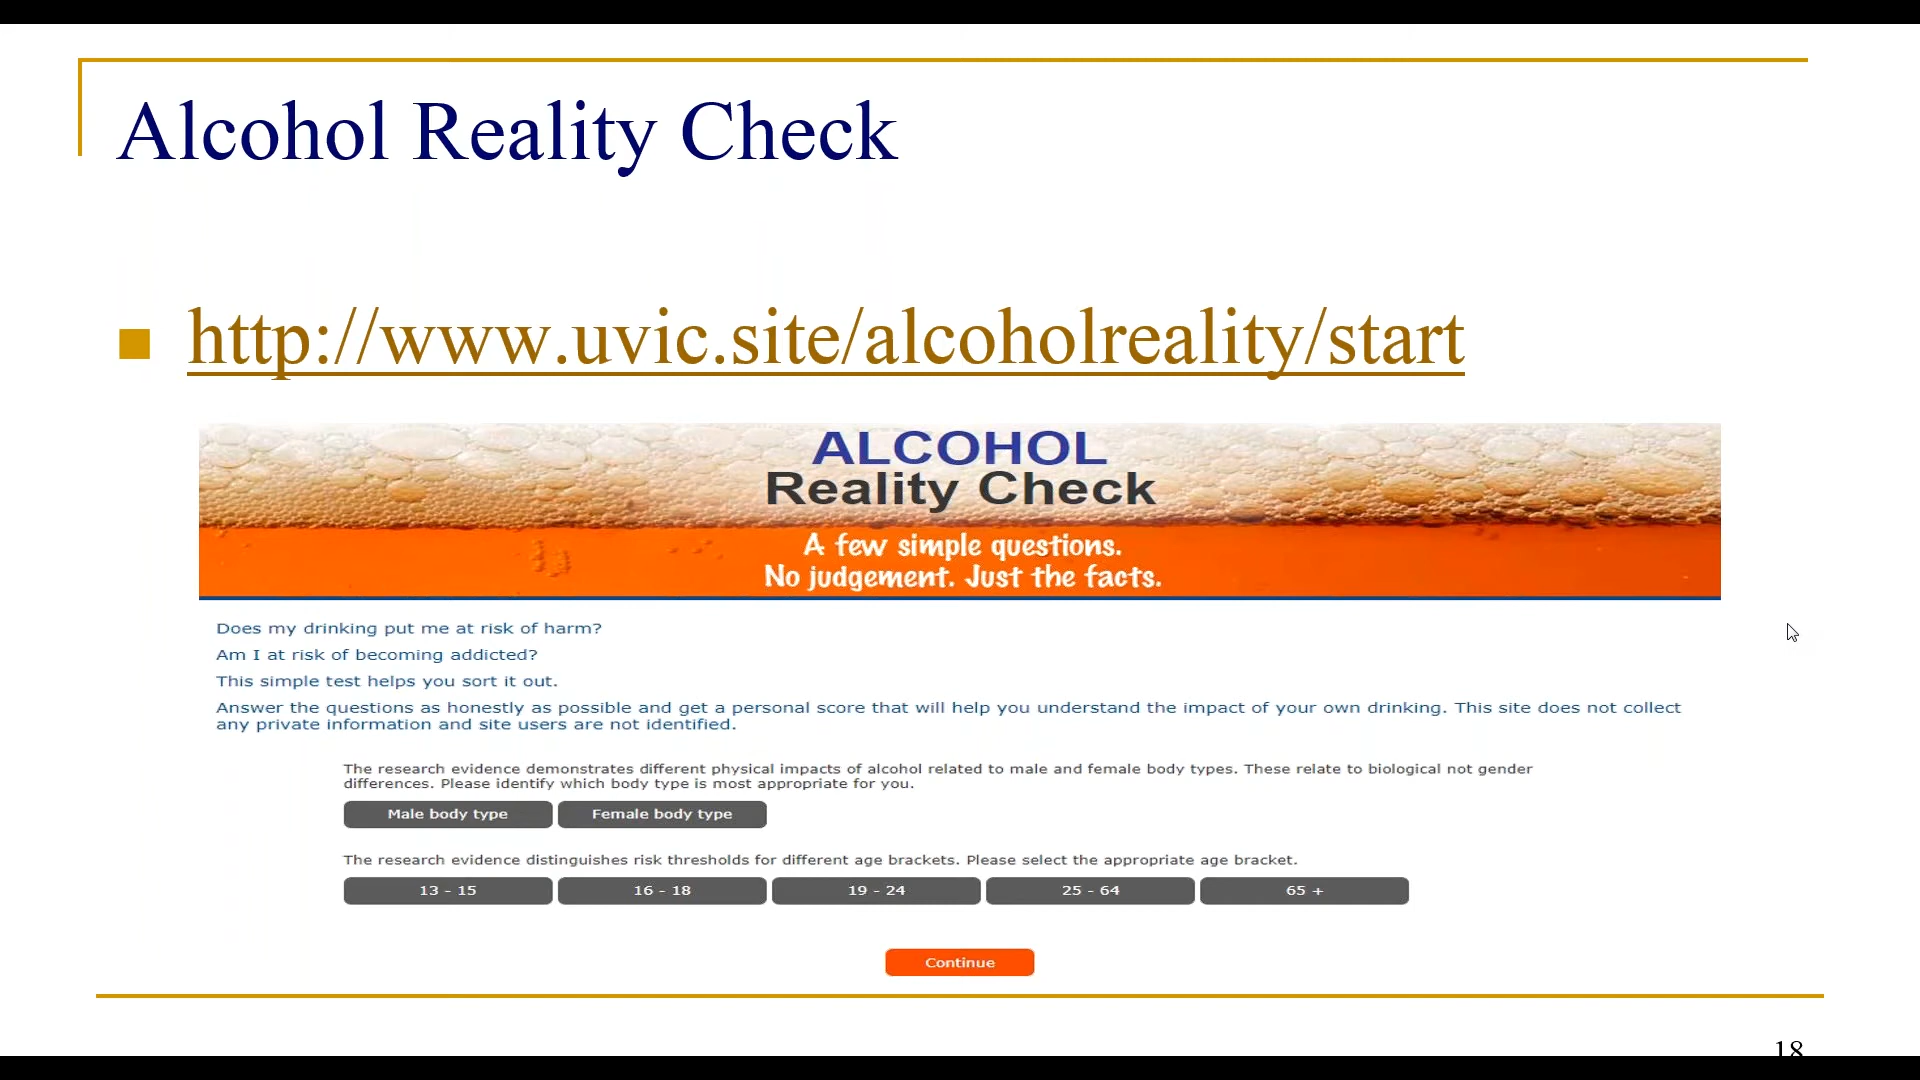 Alcohol Reality Check
http://www.uvic.site/alcoholreality/start
ALCOHOL
Reality Check
A few simple questions.
No judgement. Just the facts.
Does my drinking put me at risk of harm?
Am I at risk of becoming addicted?
This simple test helps you sort it out.
Answer the questions as honestly as possible and get a personal score that will help you understand the impact of your own drinking. This site does not collect
any private information and site users are not identified.
The research evidence demonstrates different physical impacts of alcohol related to male and female body types. These relate to biological not gender
differences. Please identify which body type is most appropriate for you.
Male body type Female body type
The research evidence distinguishes risk thresholds for different age brackets. Please select the appropriate age bracket.
13 - 15 16 - 18 19 - 24 25 - 64 65 +
Continue
18